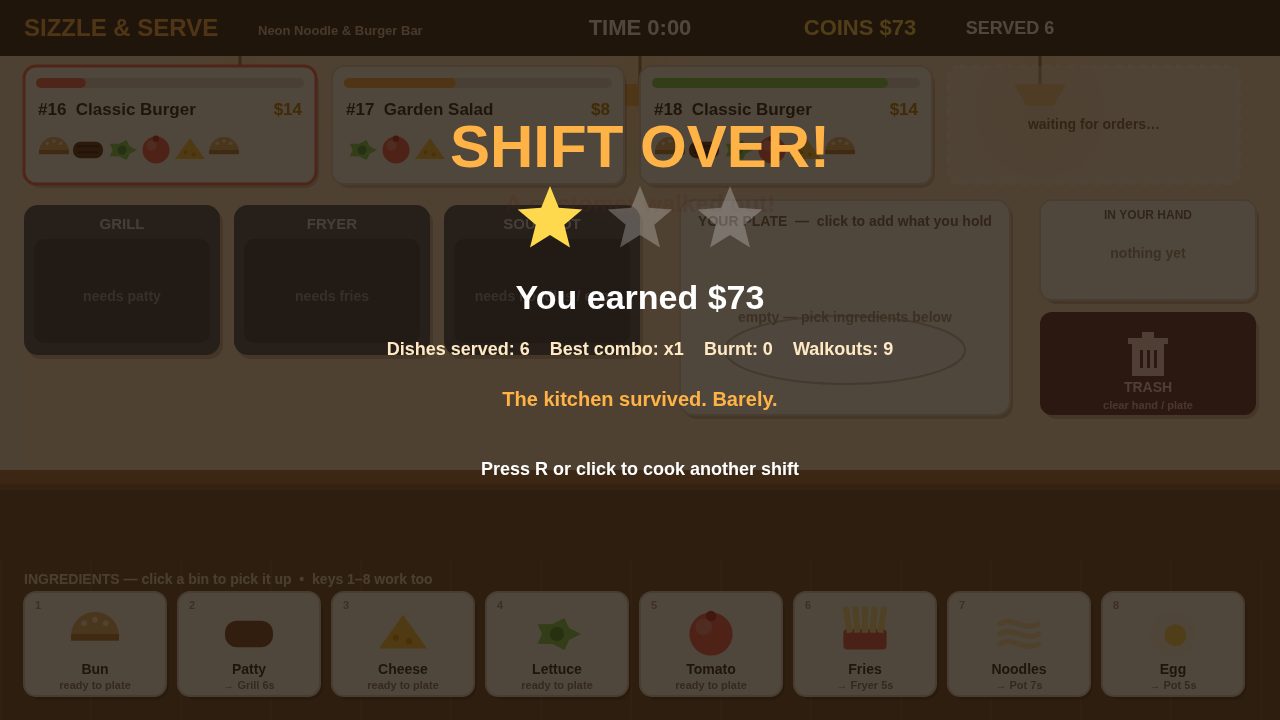 SIZZLE & SERVE
Neon Noodle & Burger Bar
TIME 0:00
COINS $73
SERVED 6
#16 Classic Burger $14
#17 Garden Salad $8
#18 Classic Burger $14
waiting for orders…
SHIFT OVER!
walked out!
GRILL
needs patty
FRYER
needs fries
needs
YOUR PLATE — click to add what you hold
empty — pick ingredients below
IN YOUR HAND
nothing yet
TRASH
clear hand / plate
You earned $73
Dishes served: 6 Best combo: x1 Burnt: 0 Walkouts: 9
The kitchen survived. Barely.
Press R or click to cook another shift
INGREDIENTS — click a bin to pick it up • keys 1–8 work too
1
Bun
ready to plate
2
Patty
→ Grill 6s
3
Cheese
ready to plate
4
Lettuce
ready to plate
5
Tomato
ready to plate
6
Fries
→ Fryer 5s
7
Noodles
→ Pot 7s
8
Egg
→ Pot 5s